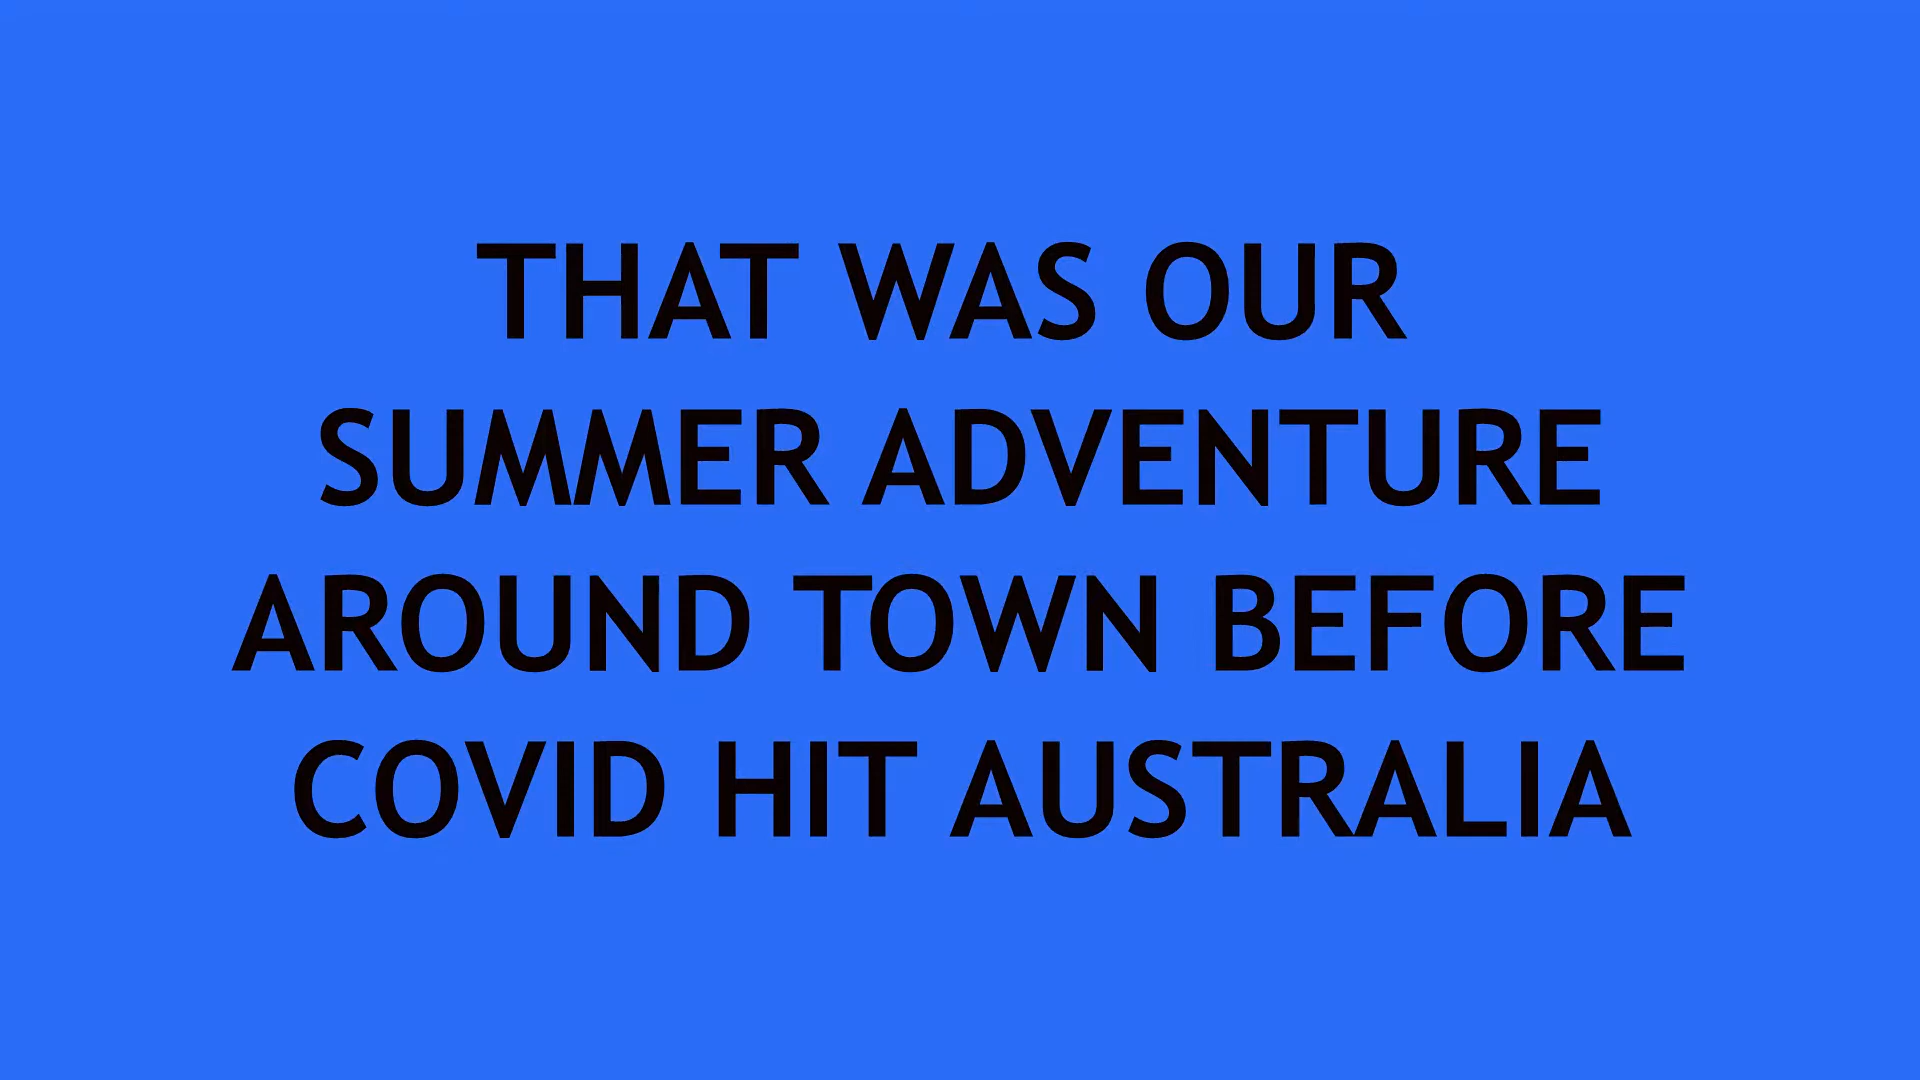 THAT WAS OUR
SUMMER ADVENTURE
AROUND TOWN BEFORE
COVID HIT AUSTRALIA